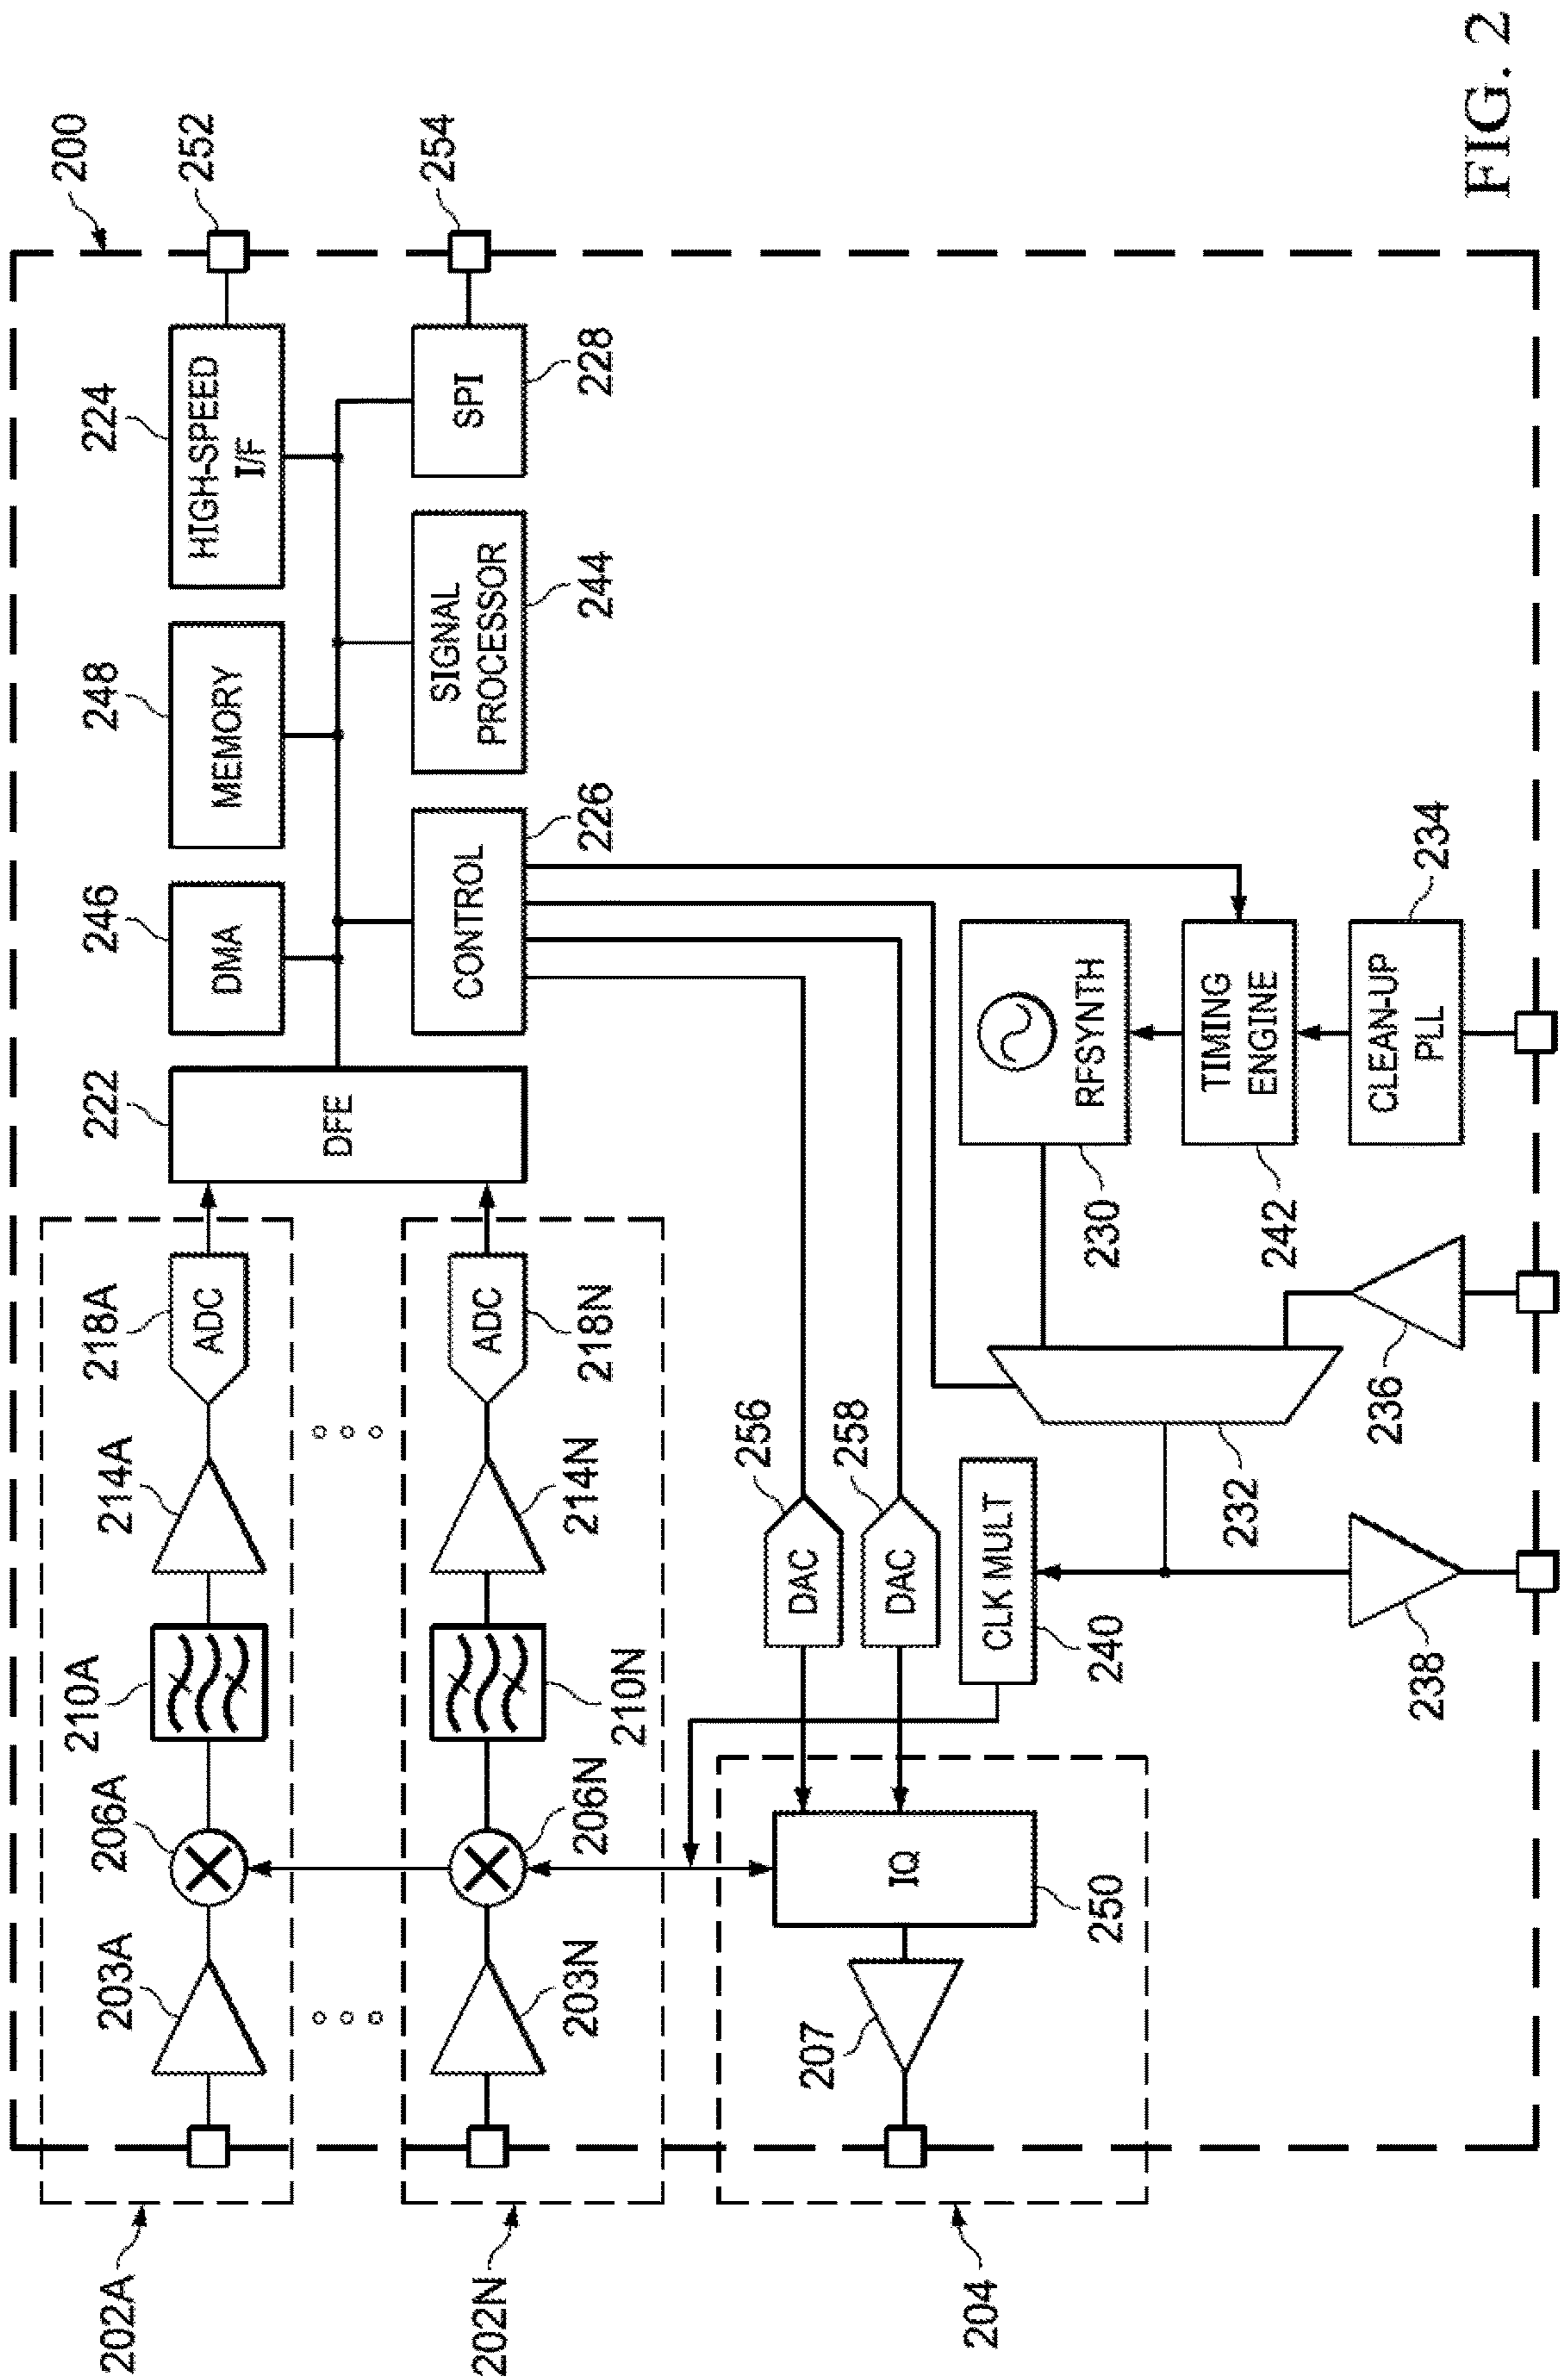 200
202A
203A
206A
210A
214A
218A
ADC
222
DFE
246
DMA
248
MEMORY
224
HIGH-SPEED
I/F
252
202N
203N
206N
210N
214N
218N
ADC
CONTROL
226
SIGNAL
PROCESSOR
244
SPI
228
254
204
207
IQ
250
DAC
256
DAC
258
CLK MULT
240
232
RFSYNTH
230
TIMING
ENGINE
242
CLEAN-UP
PLL
234
236
238
FIG. 2